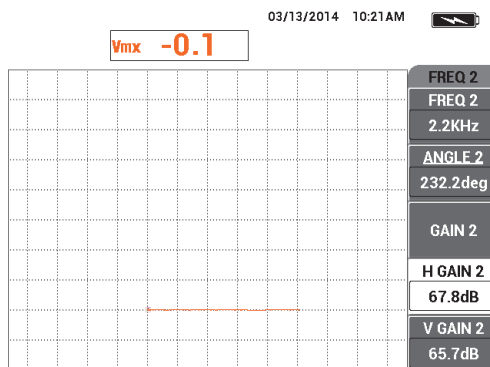 03/13/2014 10:21AM
Vmx -0.1
FREQ 2
FREQ 2
2.2KHz
ANGLE 2
232.2deg
GAIN 2
H GAIN 2
67.8dB
V GAIN 2
65.7dB